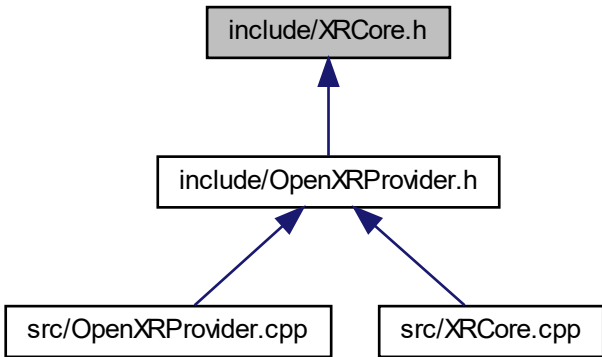 include/XRCore.h
include/OpenXRProvider.h
src/OpenXRProvider.cpp
src/XRCore.cpp